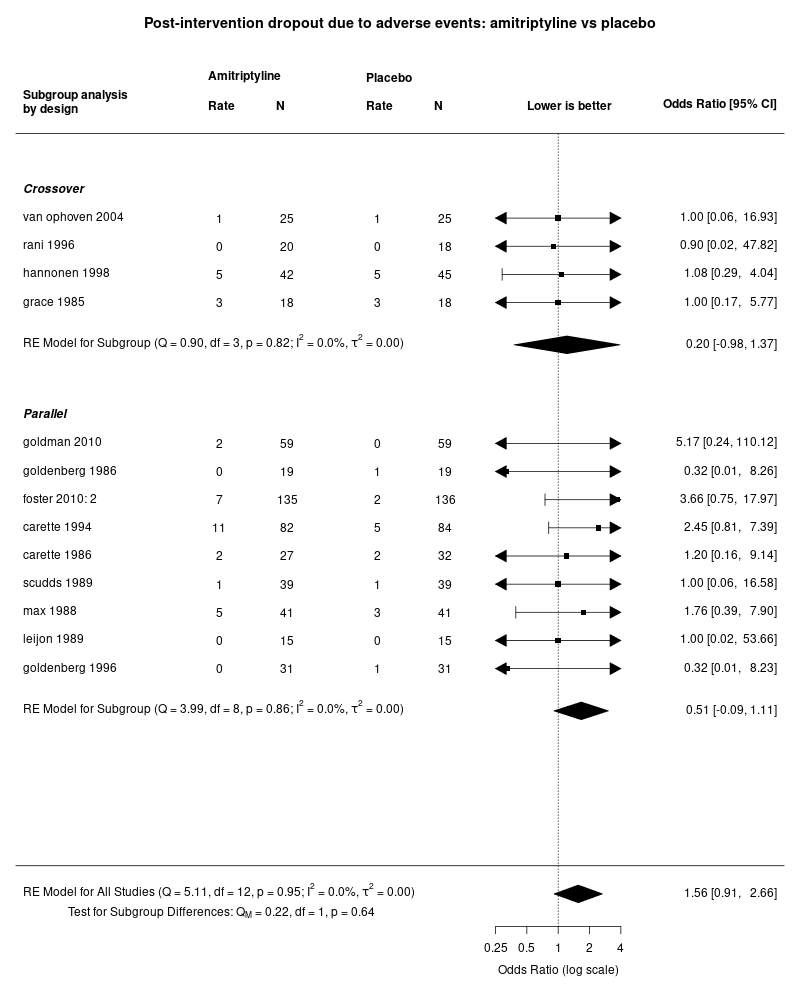 Post-intervention dropout due to adverse events: amitriptyline vs placebo
Amitriptyline Placebo
Subgroup analysis
by design Rate N Rate N Lower is better Odds Ratio [95% CI]
Crossover
van ophoven 2004 1 25 1 25 1.00 [0.06, 16.93]
rani 1996 0 20 0 18 0.90 [0.02, 47.82]
hannonen 1998 5 42 5 45 1.08 [0.29, 4.04]
grace 1985 3 18 3 18 1.00 [0.17, 5.77]
RE Model for Subgroup (Q = 0.90, df = 3, p = 0.82; I² = 0.0%, τ² = 0.00) 0.20 [-0.98, 1.37]
Parallel
goldman 2010 2 59 0 59 5.17 [0.24, 110.12]
goldenberg 1986 0 19 1 19 0.32 [0.01, 8.26]
foster 2010: 2 7 135 2 136 3.66 [0.75, 17.97]
carette 1994 11 82 5 84 2.45 [0.81, 7.39]
carette 1986 2 27 2 32 1.20 [0.16, 9.14]
scudds 1989 1 39 1 39 1.00 [0.06, 16.58]
max 1988 5 41 3 41 1.76 [0.39, 7.90]
leijon 1989 0 15 0 15 1.00 [0.02, 53.66]
goldenberg 1996 0 31 1 31 0.32 [0.01, 8.23]
RE Model for Subgroup (Q = 3.99, df = 8, p = 0.86; I² = 0.0%, τ² = 0.00) 0.51 [-0.09, 1.11]
RE Model for All Studies (Q = 5.11, df = 12, p = 0.95; I² = 0.0%, τ² = 0.00) 1.56 [0.91, 2.66]
Test for Subgroup Differences: Q_M = 0.22, df = 1, p = 0.64
0.25 0.5 1 2 4
Odds Ratio (log scale)